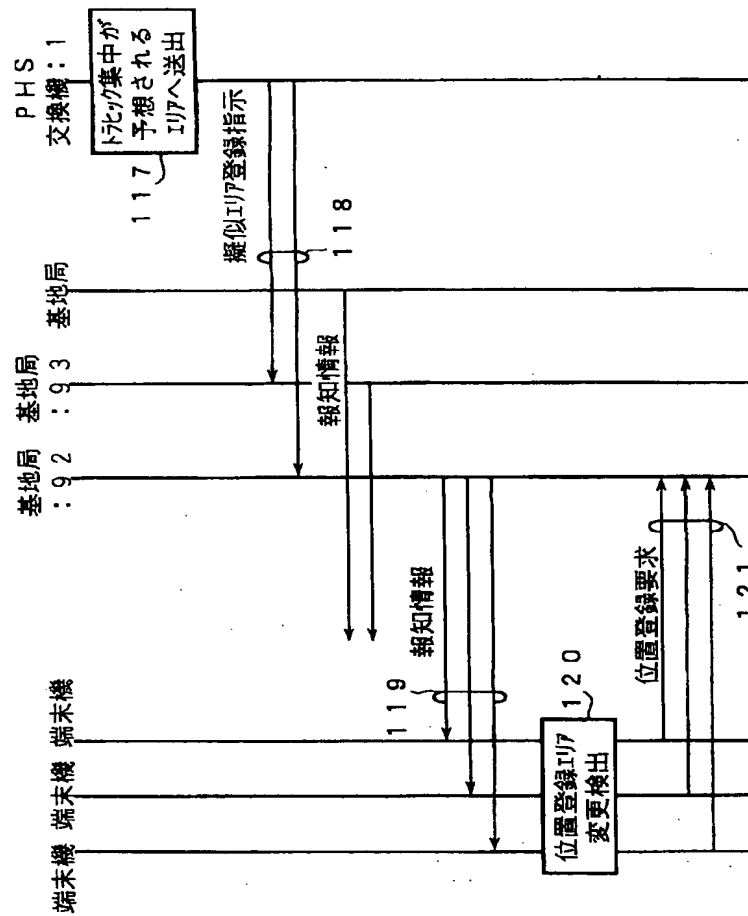 端末機
端末機
端末機
基地局
:92
基地局
:93
基地局
PHS
交換機:1
トラヒック集中が
予想される
エリアへ送出
117
擬似エリア登録指示
118
報知情報
報知情報
119
位置登録エリア
変更検出
120
位置登録要求
121